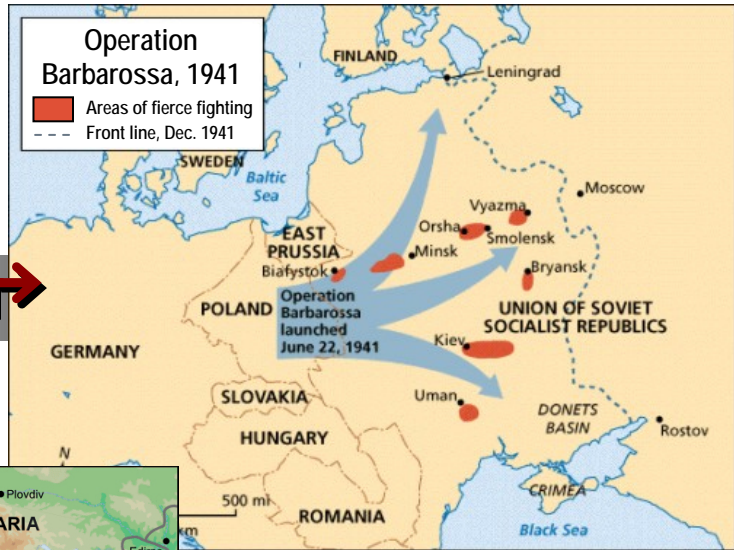 Operation
Barbarossa, 1941
Areas of fierce fighting
Front line, Dec. 1941
FINLAND
Leningrad
SWEDEN
Baltic
Sea
Moscow
Vyazma
Orsha
Smolensk
EAST
PRUSSIA
Minsk
Białystok
Bryansk
POLAND
Operation
Barbarossa
launched
June 22, 1941
UNION OF SOVIET
SOCIALIST REPUBLICS
GERMANY
Kiev
SLOVAKIA
Uman
DONETS
BASIN
Rostov
HUNGARY
N
500 mi
km
CRIMEA
ROMANIA
Black Sea
Plovdiv
ARIA